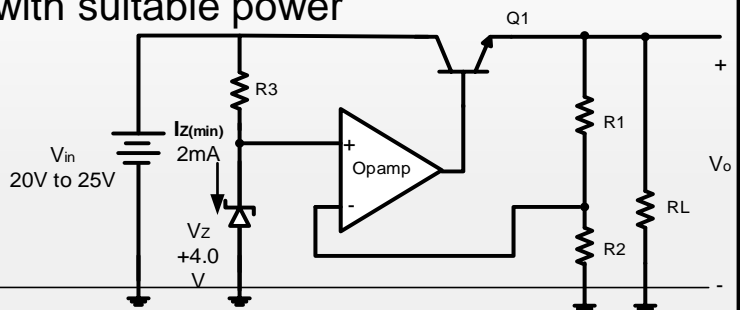 with suitable power
Q1
R3
+
IZ(min)
2mA
R1
Vin
20V to 25V
+
Opamp
-
Vo
RL
VZ
+4.0
V
R2
-